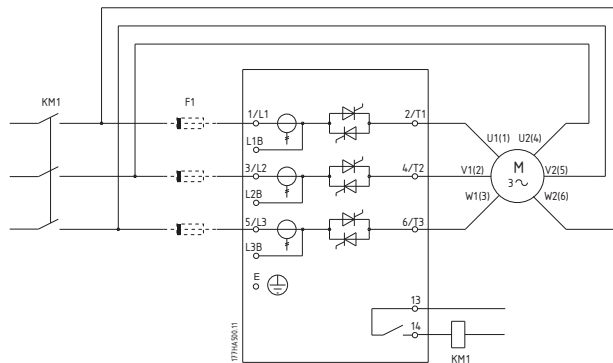 KM1
F1
1/L1
2/T1
L1B
U1(1)
U2(4)
3/L2
4/T2
V1(2)
M
3~
V2(5)
L2B
W1(3)
W2(6)
5/L3
6/T3
L3B
E
13
14
KM1
177HA500.11